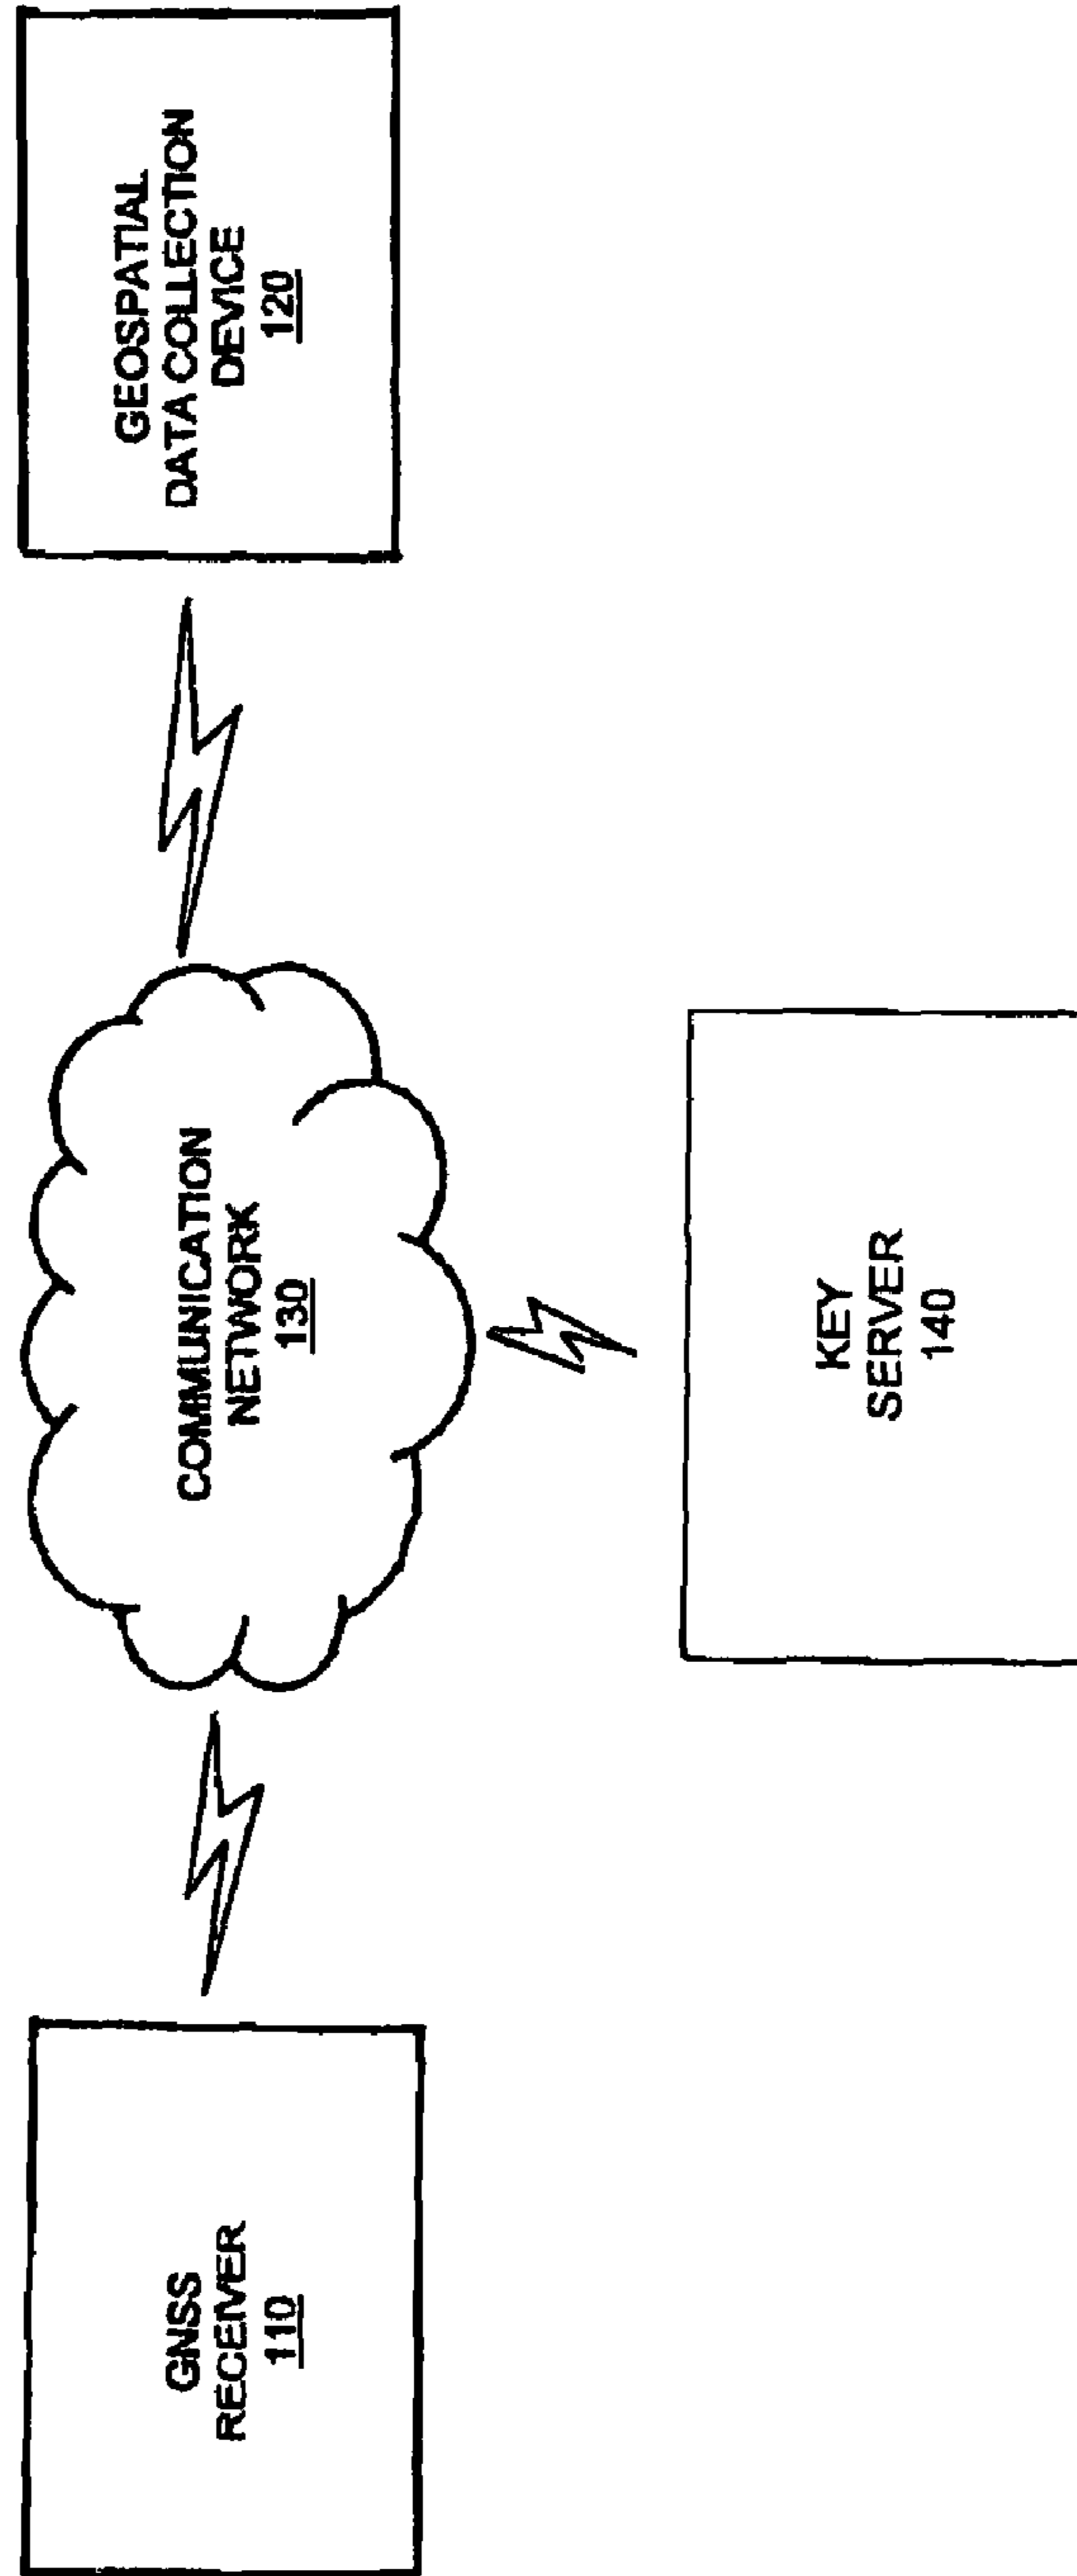 GNSS
RECEIVER
110
COMMUNICATION
NETWORK
130
GEOSPATIAL
DATA COLLECTION
DEVICE
120
KEY
SERVER
140